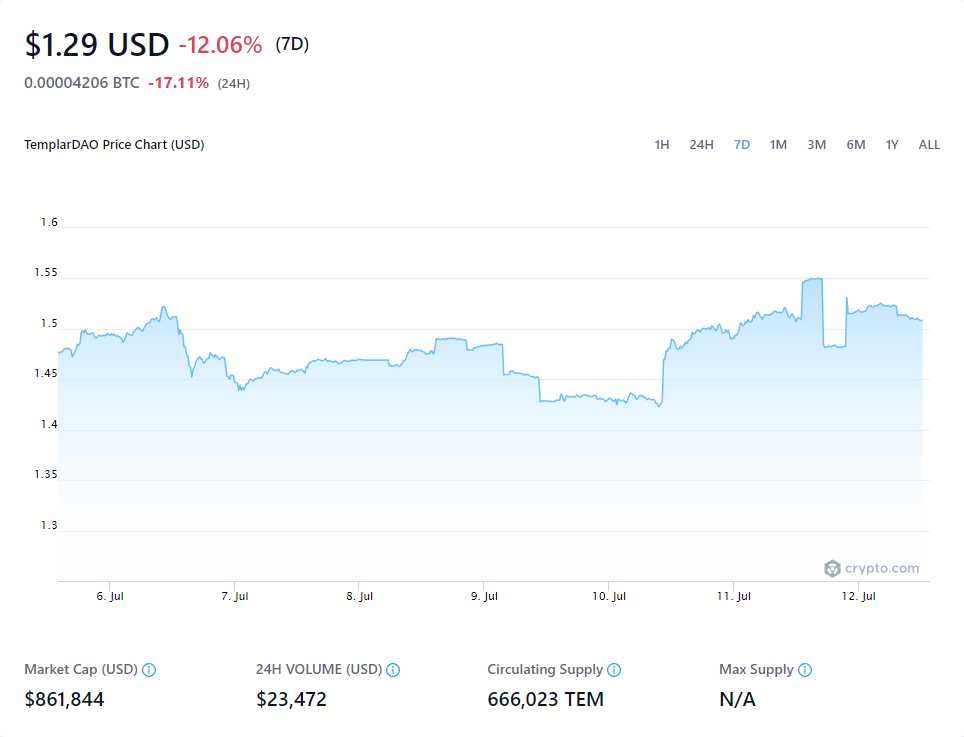 $1.29 USD -12.06% (7D)
0.00004206 BTC -17.11% (24H)
TemplarDAO Price Chart (USD) 1H 24H 7D 1M 3M 6M 1Y ALL
1.6
1.55
1.5
1.45
1.4
1.35
1.3
crypto.com
6. Jul 7. Jul 8. Jul 9. Jul 10. Jul 11. Jul 12. Jul
Market Cap (USD) 24H VOLUME (USD) Circulating Supply Max Supply
$861,844 $23,472 666,023 TEM N/A